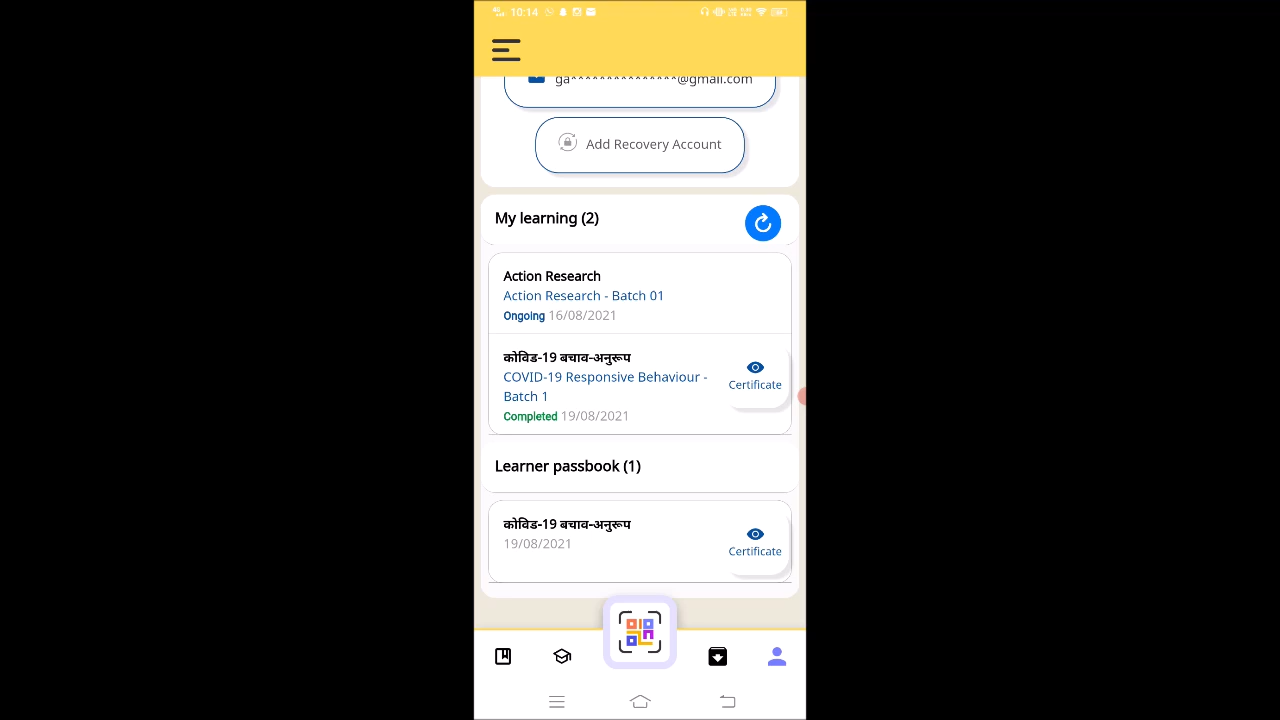 10:14
ga**************@gmail.com
Add Recovery Account
My learning (2)
Action Research
Action Research - Batch 01
Ongoing 16/08/2021
कोविड-19 बचाव-अनुरूप
COVID-19 Responsive Behaviour -
Batch 1
Completed 19/08/2021
Certificate
Learner passbook (1)
कोविड-19 बचाव-अनुरूप
19/08/2021
Certificate